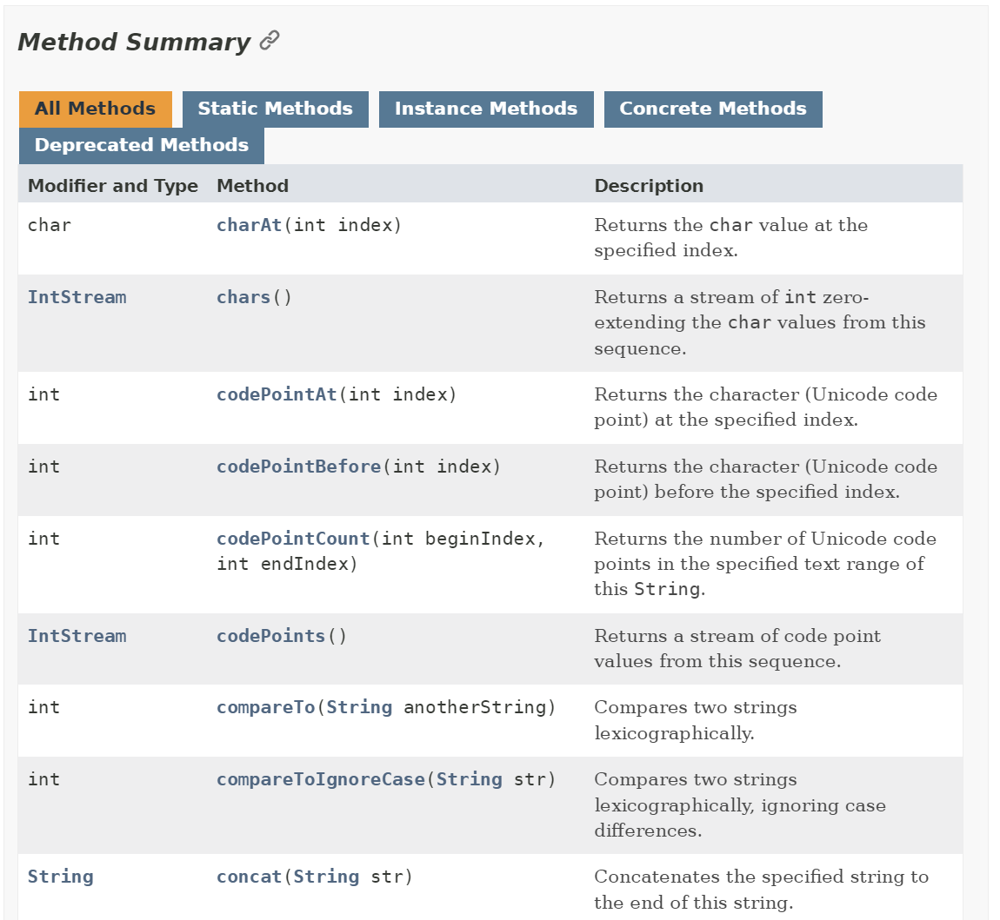 Method Summary
All Methods Static Methods Instance Methods Concrete Methods
Deprecated Methods
Modifier and Type Method Description
char charAt(int index) Returns the char value at the
specified index.
IntStream chars() Returns a stream of int zero-
extending the char values from this
sequence.
int codePointAt(int index) Returns the character (Unicode code
point) at the specified index.
int codePointBefore(int index) Returns the character (Unicode code
point) before the specified index.
int codePointCount(int beginIndex, Returns the number of Unicode code
int endIndex) points in the specified text range of
this String.
IntStream codePoints() Returns a stream of code point
values from this sequence.
int compareTo(String anotherString) Compares two strings
lexicographically.
int compareToIgnoreCase(String str) Compares two strings
lexicographically, ignoring case
differences.
String concat(String str) Concatenates the specified string to
the end of this string.